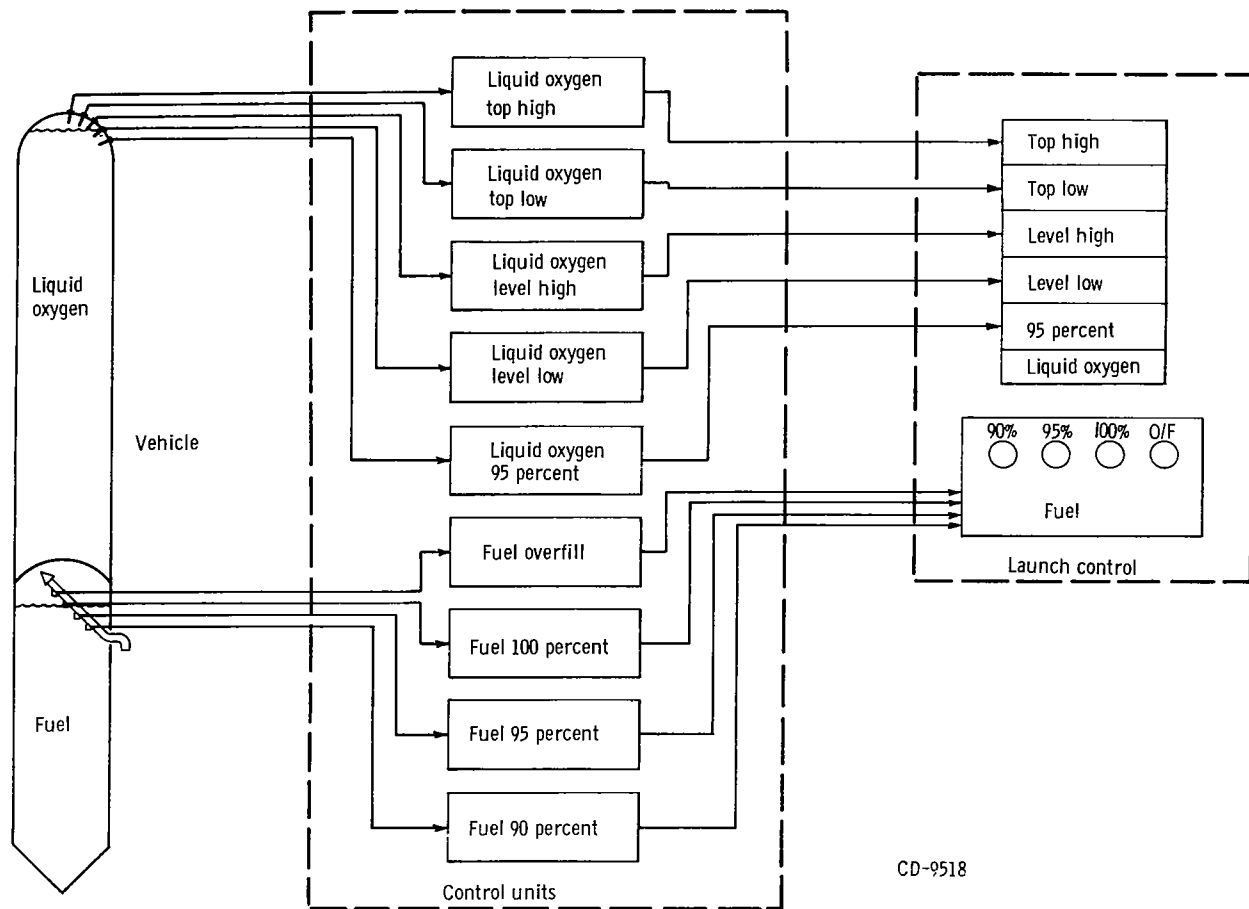 Liquid oxygen
top high
Liquid oxygen
top low
Liquid oxygen
level high
Liquid oxygen
level low
Liquid oxygen
95 percent
Fuel overfill
Fuel 100 percent
Fuel 95 percent
Fuel 90 percent
Control units
Liquid
oxygen
Vehicle
Fuel
Top high
Top low
Level high
Level low
95 percent
Liquid oxygen
90% 95% 100% O/F
Fuel
Launch control
CD-9518